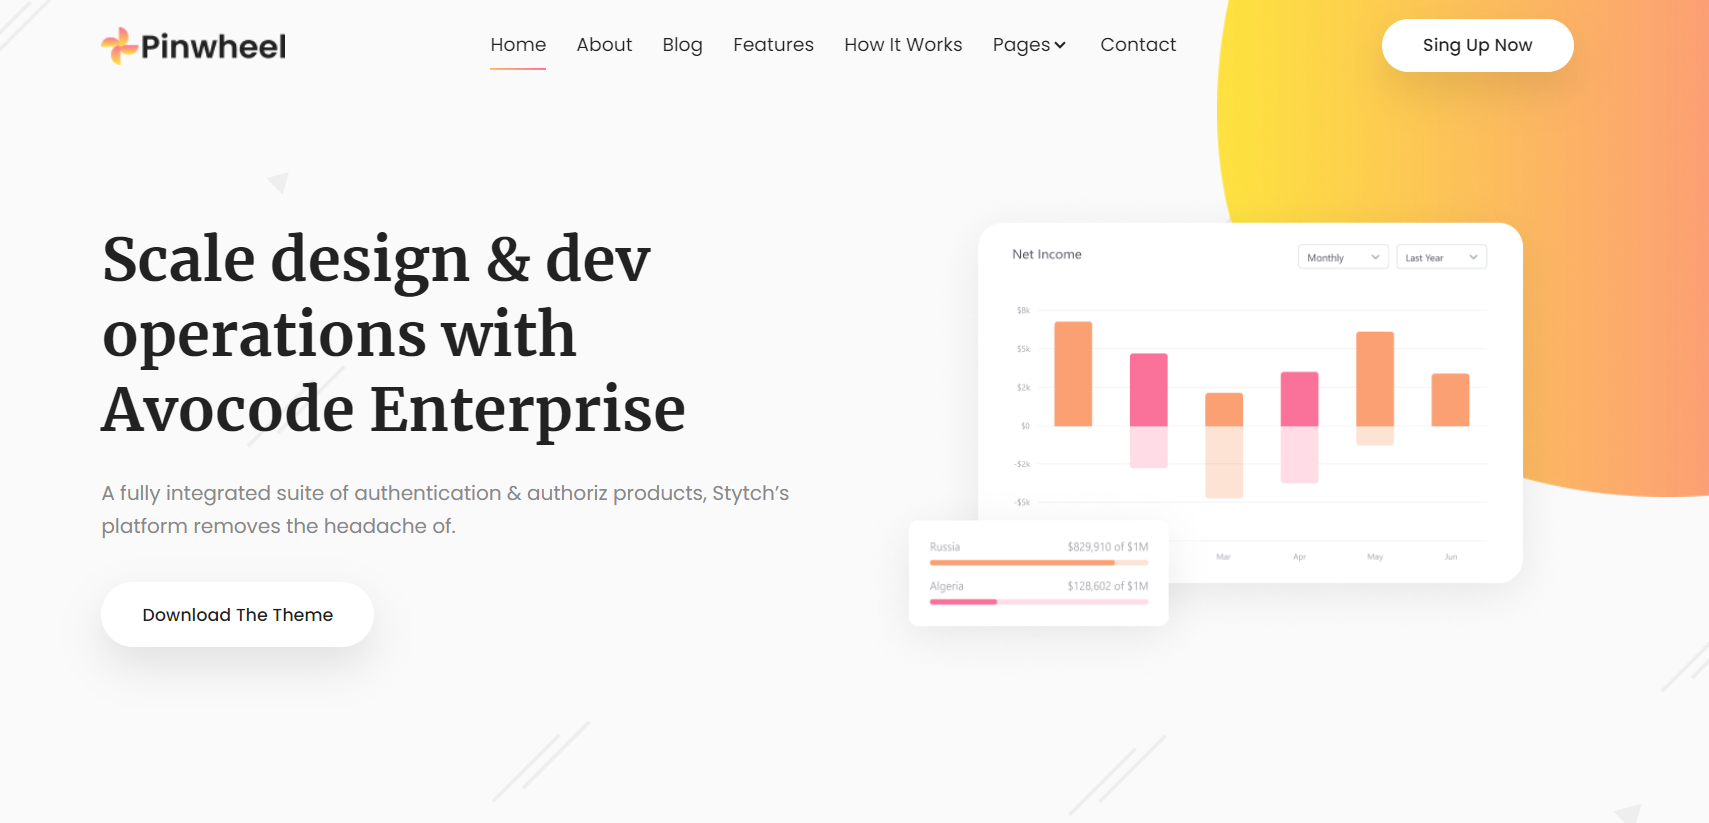 Pinwheel
Home About Blog Features How It Works Pages Contact
Sing Up Now
Scale design & dev
operations with
Avocode Enterprise
A fully integrated suite of authentication & authoriz products, Stytch's
platform removes the headache of.
Download The Theme
Net Income
Monthly
Last Year
$8k
$5k
$2k
$0
-$2k
-$5k
Mar Apr May Jun
Russia $829,910 of $1M
Algeria $128,602 of $1M